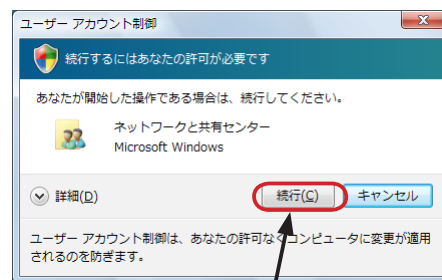 ユーザー アカウント制御
続行するにはあなたの許可が必要です
あなたが開始した操作である場合は、続行してください。
ネットワークと共有センター
Microsoft Windows
詳細(D)
続行(C)
キャンセル
ユーザー アカウント制御は、あなたの許可なくコンピュータに変更が適用
されるのを防ぎます。